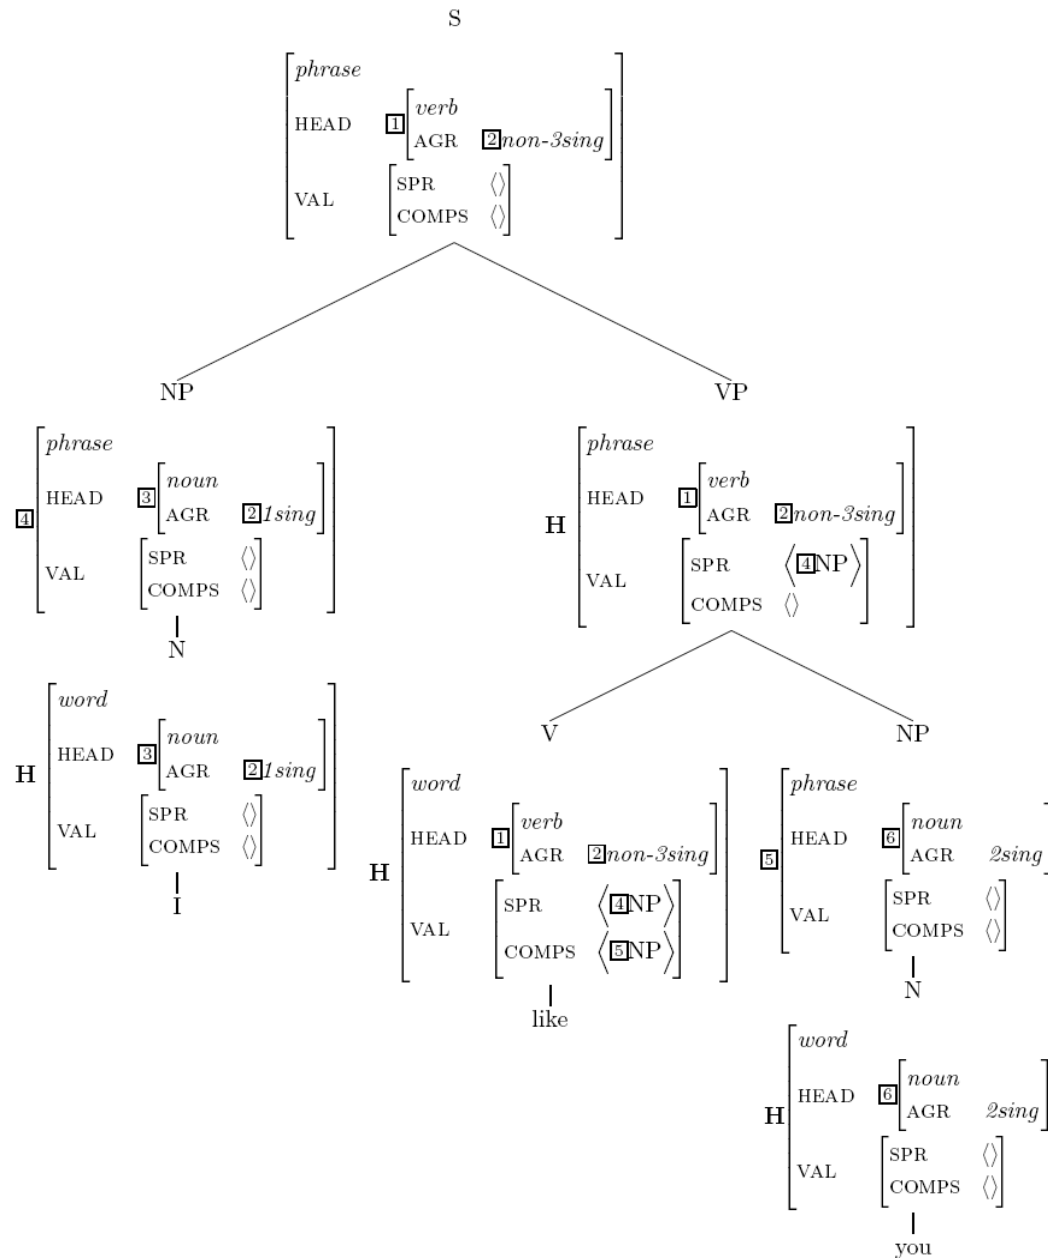 S
phrase
HEAD 1 verb
AGR 2 non-3sing
VAL SPR ⟨⟩
COMPS ⟨⟩
NP
4 phrase
HEAD 3 noun
AGR 2 1sing
VAL SPR ⟨⟩
COMPS ⟨⟩
N
H word
HEAD 3 noun
AGR 2 1sing
VAL SPR ⟨⟩
COMPS ⟨⟩
I
VP
H phrase
HEAD 1 verb
AGR 2 non-3sing
VAL SPR ⟨4 NP⟩
COMPS ⟨⟩
V
H word
HEAD 1 verb
AGR 2 non-3sing
VAL SPR ⟨4 NP⟩
COMPS ⟨5 NP⟩
like
NP
5 phrase
HEAD 6 noun
AGR 2sing
VAL SPR ⟨⟩
COMPS ⟨⟩
N
H word
HEAD 6 noun
AGR 2sing
VAL SPR ⟨⟩
COMPS ⟨⟩
you